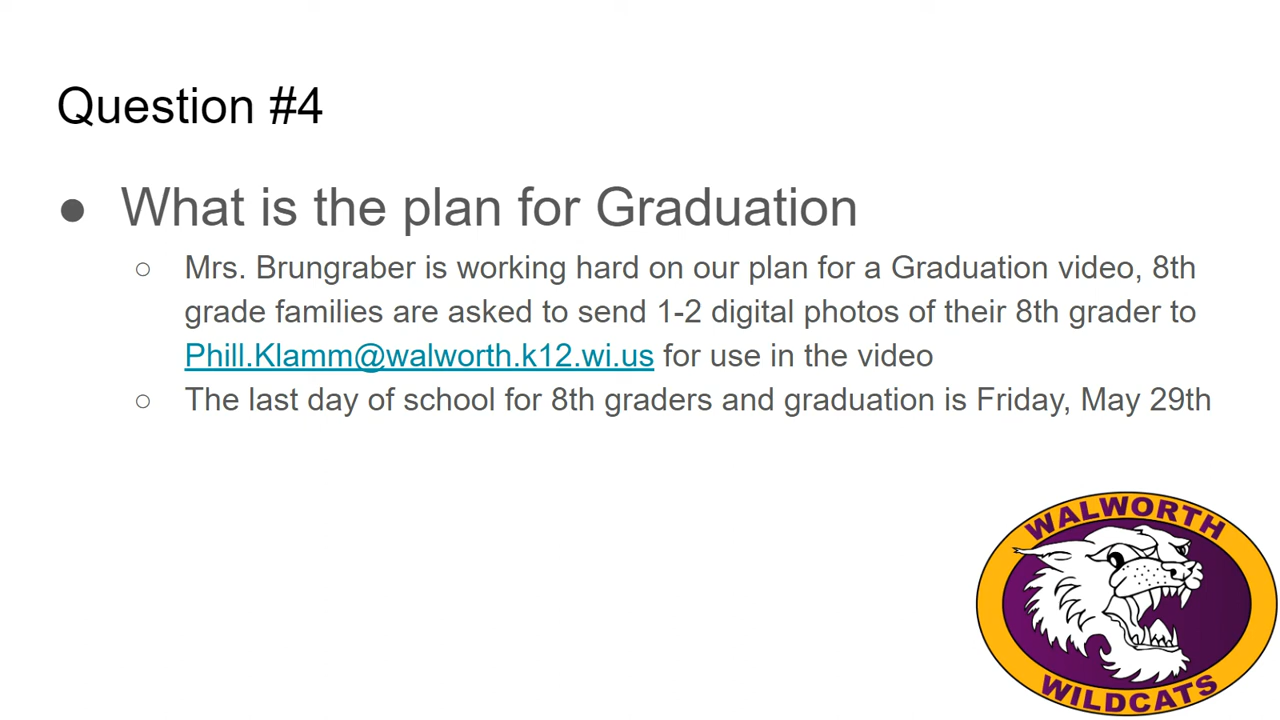 Question #4
● What is the plan for Graduation
○ Mrs. Brungraber is working hard on our plan for a Graduation video, 8th
grade families are asked to send 1-2 digital photos of their 8th grader to
Phill.Klamm@walworth.k12.wi.us for use in the video
○ The last day of school for 8th graders and graduation is Friday, May 29th
WALWORTH
WILDCATS